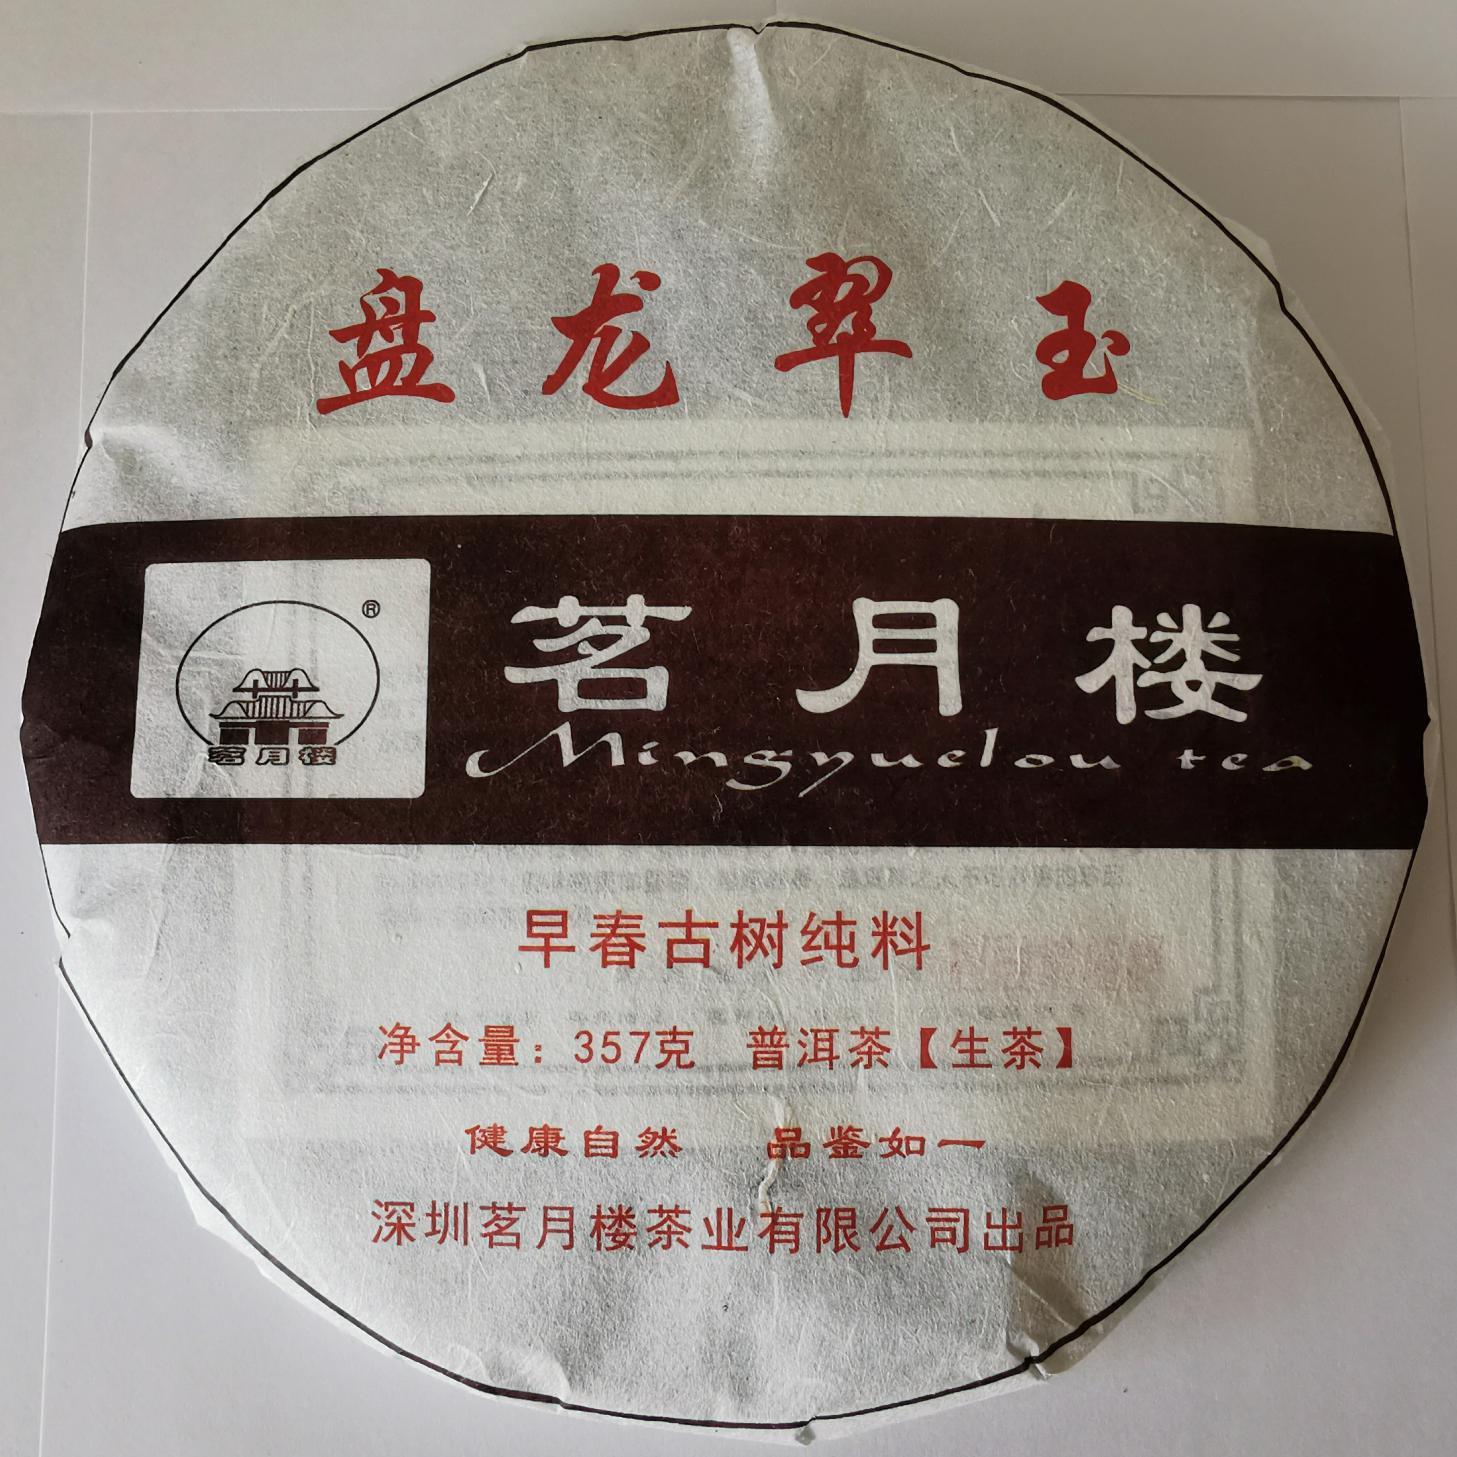 盘龙翠玉
®
茗月楼
茗月楼
Mingyuelou tea
早春古树纯料
净含量：357克 普洱茶【生茶】
健康自然 品鉴如一
深圳茗月楼茶业有限公司出品